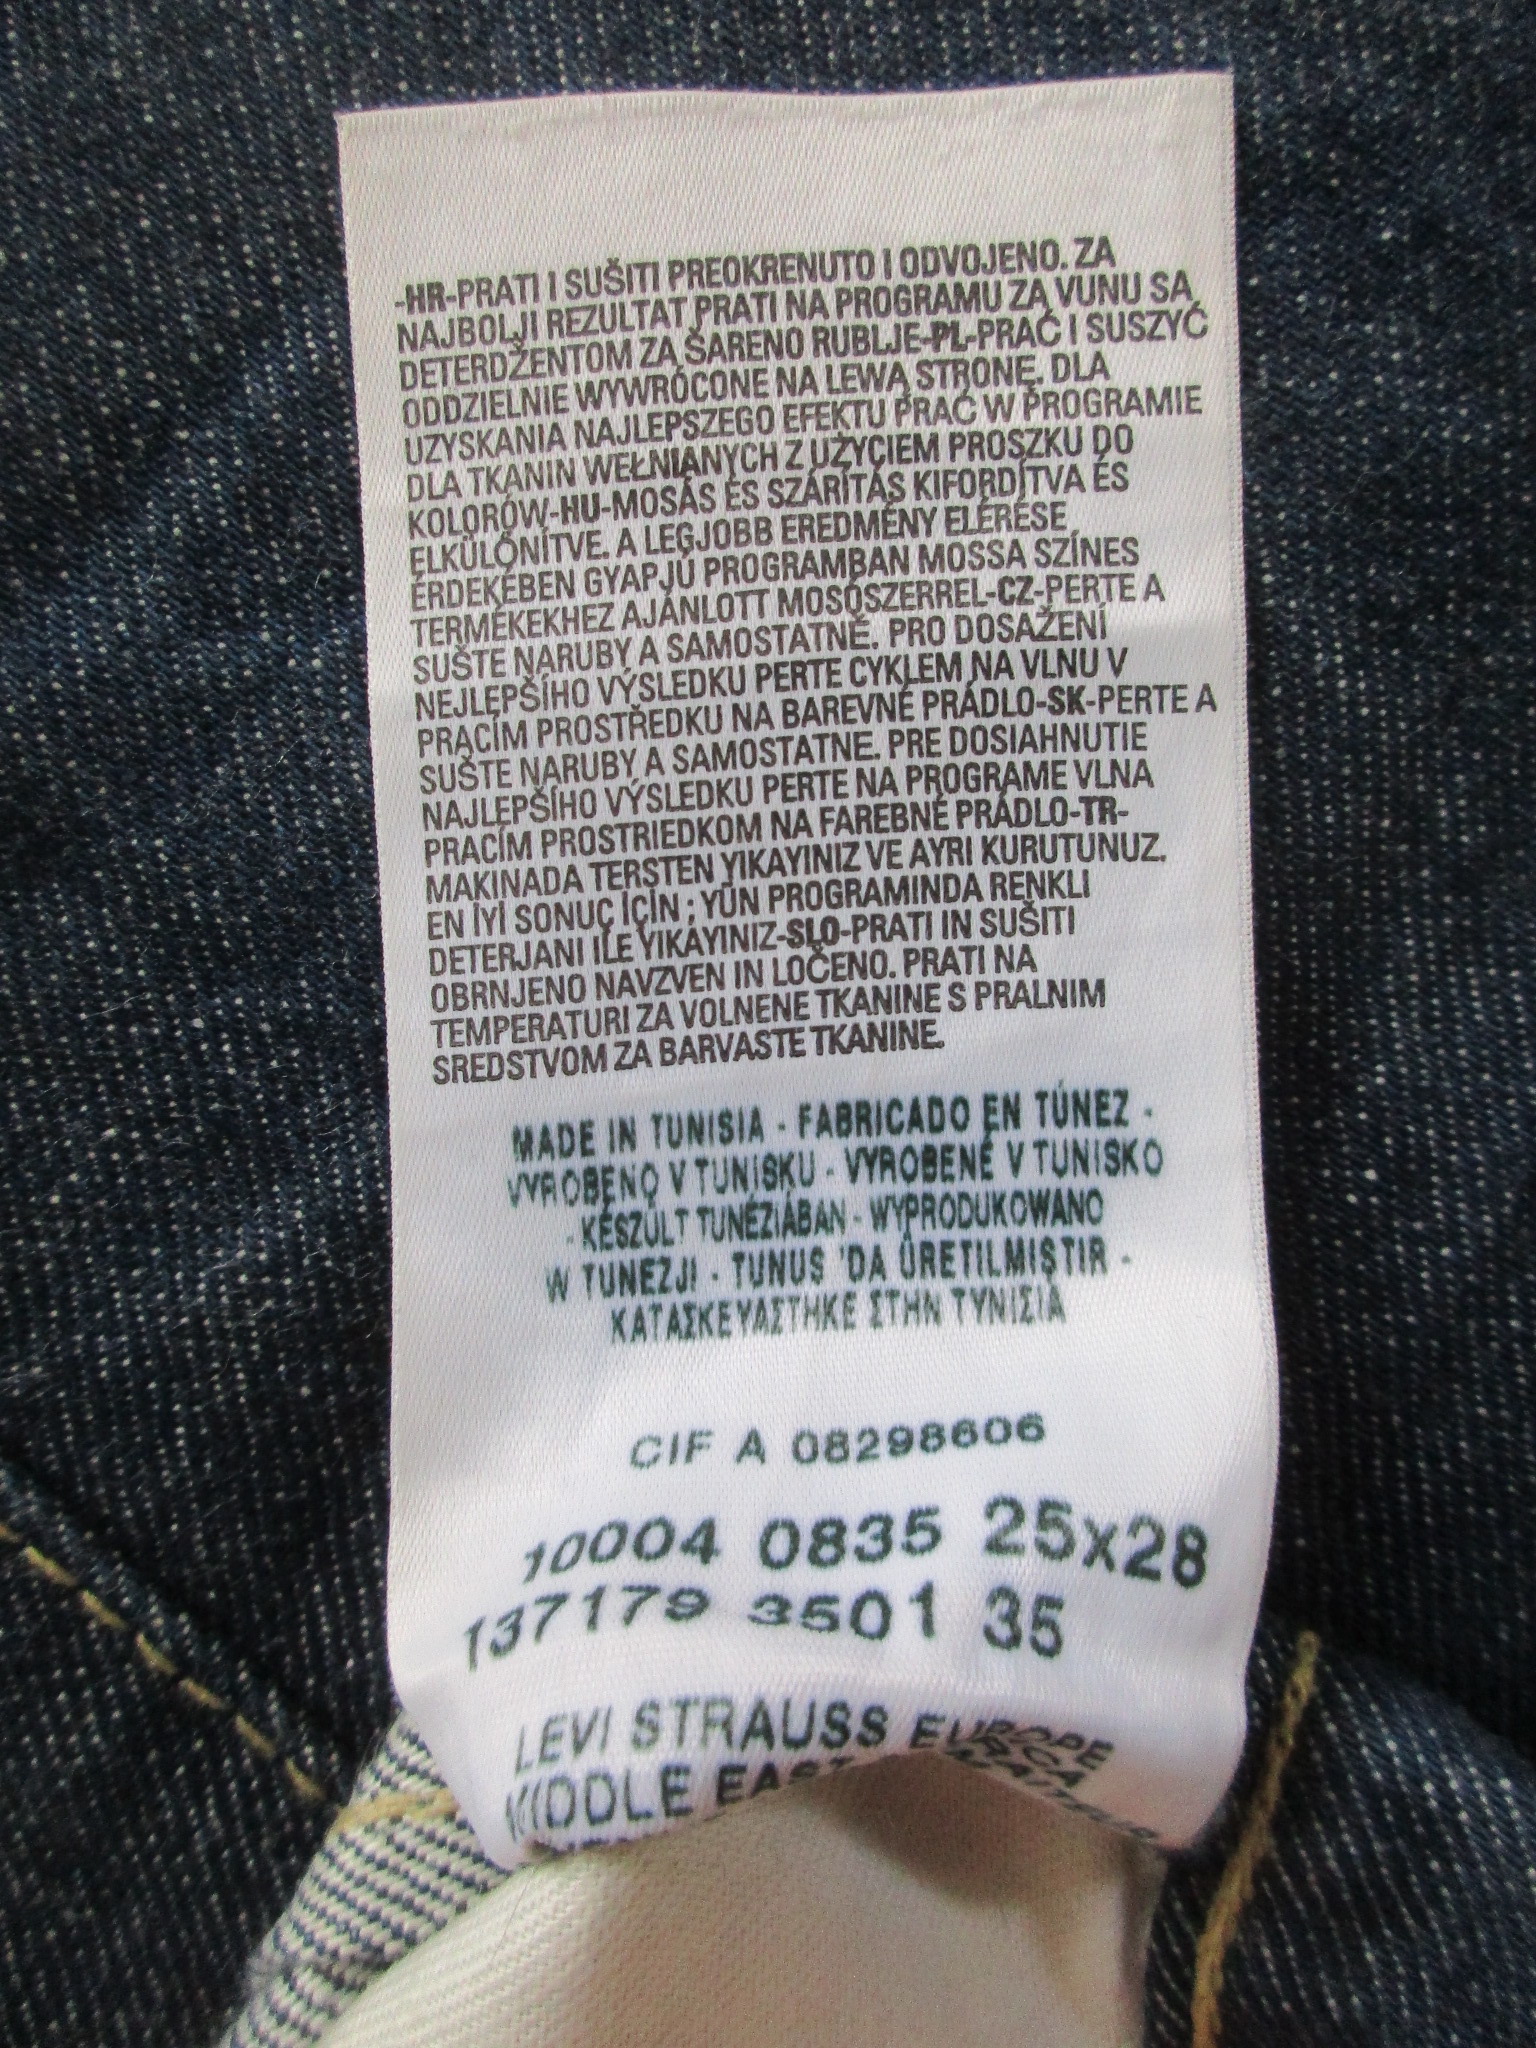 -HR-PRATI I SUŠITI PREOKRENUTO I ODVOJENO. ZA
NAJBOLJI REZULTAT PRATI NA PROGRAMU ZA VUNU SA
DETERDŽENTOM ZA ŠARENO RUBLJE-PL-PRAĆ I SUSZYĆ
ODDZIELNIE WYWRÓCONE NA LEWĄ STRONĘ. DLA
UZYSKANIA NAJLEPSZEGO EFEKTU PRAĆ W PROGRAMIE
DLA TKANIN WEŁNIANYCH Z UŻYCIEM PROSZKU DO
KOLORÓW-HU-MOSÁS ÉS SZÁRÍTÁS KIFORDÍTVA ÉS
ELKÜLÖNÍTVE. A LEGJOBB EREDMÉNY ELÉRÉSE
ÉRDEKÉBEN GYAPJÚ PROGRAMBAN MOSSA SZÍNES
TERMÉKEKHEZ AJÁNLOTT MOSÓSZERREL-CZ-PERTE A
SUŠTE NARUBY A SAMOSTATNĚ. PRO DOSAŽENÍ
NEJLEPŠÍHO VÝSLEDKU PERTE CYKLEM NA VLNU V
PRACÍM PROSTŘEDKU NA BAREVNÉ PRÁDLO-SK-PERTE A
SUŠTE NARUBY A SAMOSTATNE. PRE DOSIAHNUTIE
NAJLEPŠÍHO VÝSLEDKU PERTE NA PROGRAME VLNA
PRACÍM PROSTRIEDKOM NA FAREBNÉ PRÁDLO-TR-
MAKINADA TERSTEN YIKAYINIZ VE AYRI KURUTUNUZ.
EN İYİ SONUÇ İÇİN ; YÜN PROGRAMINDA RENKLI
DETERJANI ILE YIKAYINIZ-SLO-PRATI IN SUŠITI
OBRNJENO NAVZVEN IN LOČENO. PRATI NA
TEMPERATURI ZA VOLNENE TKANINE S PRALNIM
SREDSTVOM ZA BARVASTE TKANINE.
MADE IN TUNISIA - FABRICADO EN TÚNEZ -
VYROBENO V TUNISKU - VYROBENÉ V TUNISKO
- KÉSZÜLT TUNÉZIÁBAN - WYPRODUKOWANO
W TUNEZJI - TUNUS 'DA ÜRETILMIŞTIR -
ΚΑΤΑΣΚΕΥΑΣΤΗΚΕ ΣΤΗΝ ΤΥΝΙΣΙΑ
CIF A 08298606
10004 0835 25x28
137179 3501 35
LEVI STRAUSS EUROPE
MIDDLE EAST